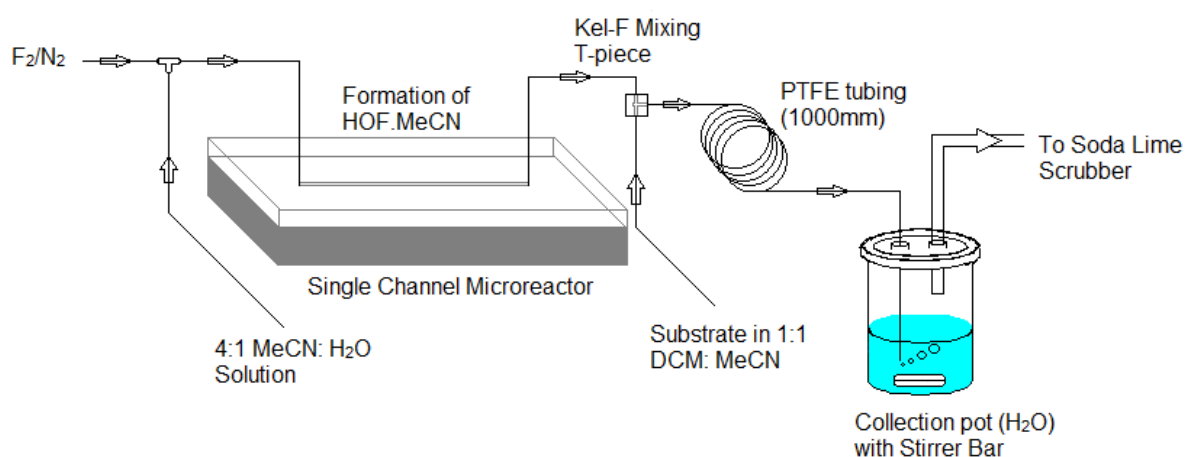 F₂/N₂
Formation of
HOF.MeCN
Kel-F Mixing
T-piece
PTFE tubing
(1000mm)
To Soda Lime
Scrubber
Single Channel Microreactor
4:1 MeCN: H₂O
Solution
Substrate in 1:1
DCM: MeCN
Collection pot (H₂O)
with Stirrer Bar